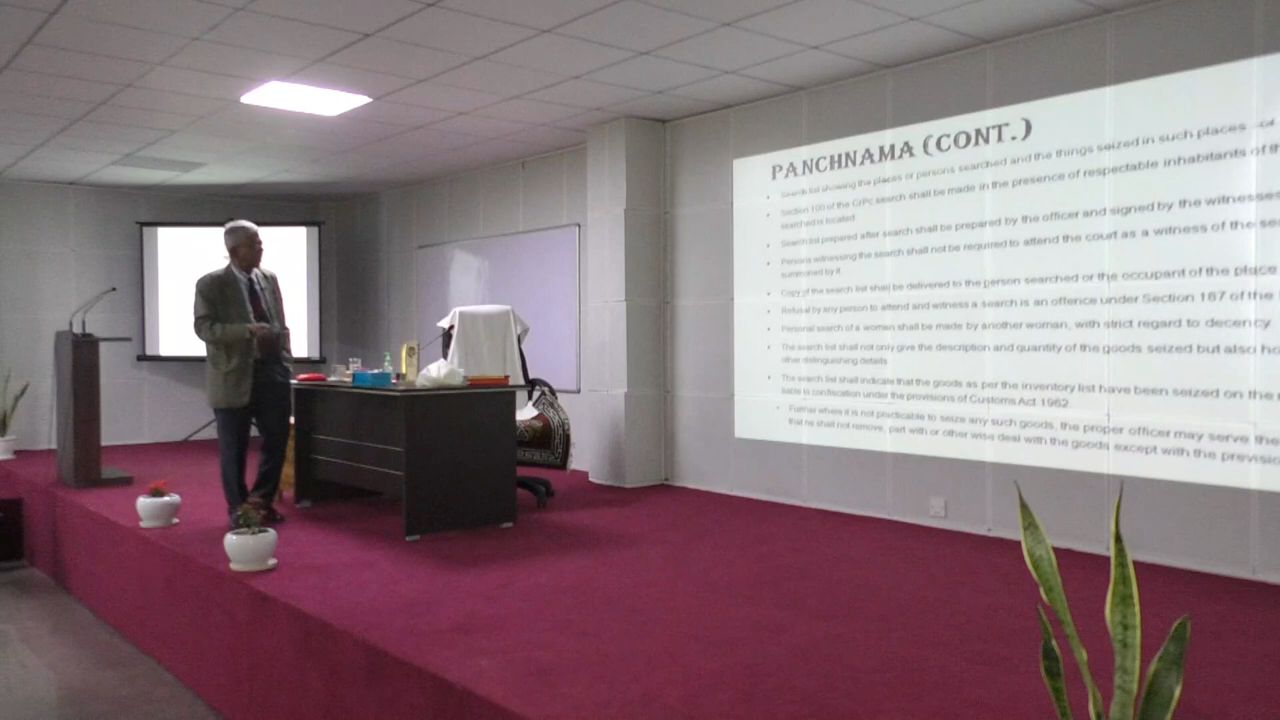 PANCHNAMA (CONT.)
Search list showing the places or persons searched and the things seized in such places
Section 100 of the CrPc search shall be made in the presence of respectable inhabitants of
searched is located
Search list prepared after search shall be prepared by the officer and signed by the witnesses
Persons witnessing the search shall not be required to attend the court as a witness of the
summoned by it.
Copy of the search list shall be delivered to the person searched or the occupant of the place
Refusal by any person to attend and witness a search is an offence under Section 187 of the
Personal search of a woman shall be made by another woman, with strict regard to decency
The search list shall not only give the description and quantity of the goods seized but also
other distinguishing details.
The search list shall indicate that the goods as per the inventory list have been seized on the
liable to confiscation under the provisions of Customs Act 1962.
Further where it is not practicable to seize any such goods, the proper officer may serve the
that he shall not remove, part with or other wise deal with the goods except with the